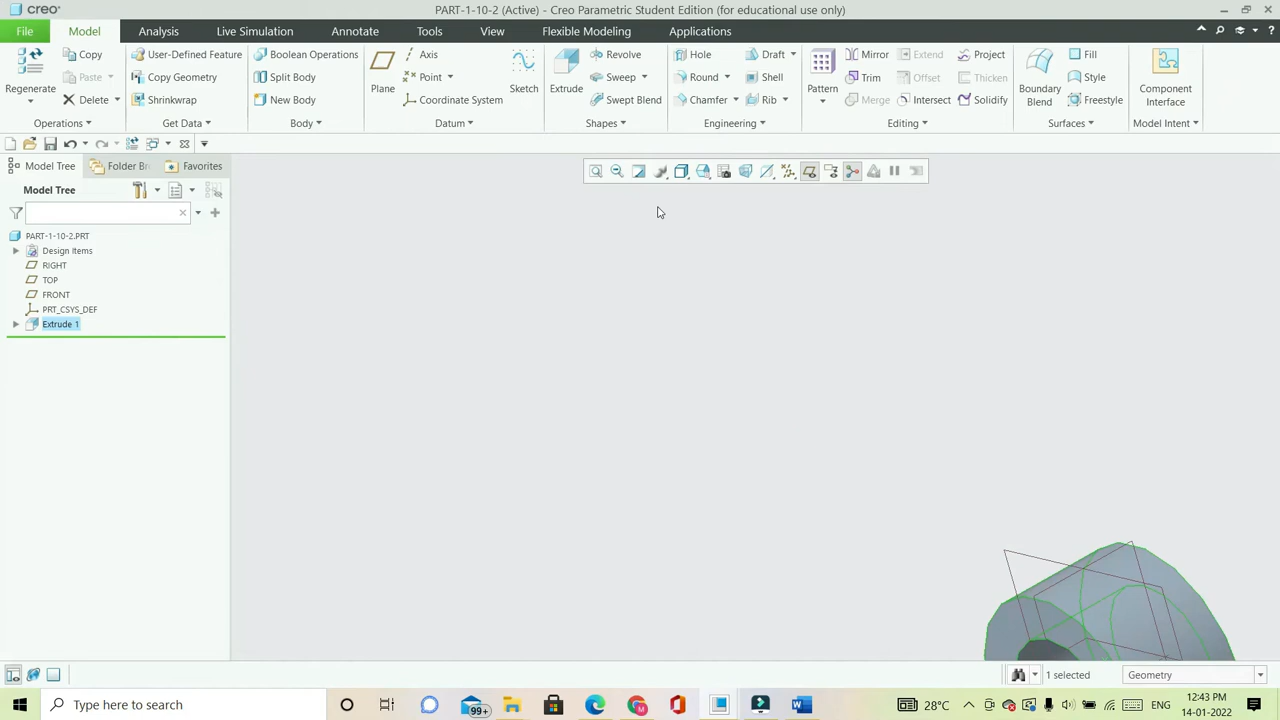 creo
PART-1-10-2 (Active) - Creo Parametric Student Edition (for educational use only)
File Model Analysis Live Simulation Annotate Tools View Flexible Modeling Applications
Regenerate Copy Paste Delete
User-Defined Feature Copy Geometry Shrinkwrap
Boolean Operations Split Body New Body
Plane Axis Point Coordinate System Sketch
Extrude Revolve Sweep Swept Blend
Hole Round Chamfer Draft Shell Rib
Pattern Mirror Trim Merge Extend Offset Intersect Project Thicken Solidify
Boundary Blend Fill Style Freestyle
Component Interface
Operations Get Data Body Datum Shapes Engineering Editing Surfaces Model Intent
Model Tree Folder Br Favorites
Model Tree
PART-1-10-2.PRT
Design Items
RIGHT
TOP
FRONT
PRT_CSYS_DEF
Extrude 1
1 selected Geometry
Type here to search
99+
28°C
ENG
12:43 PM
14-01-2022